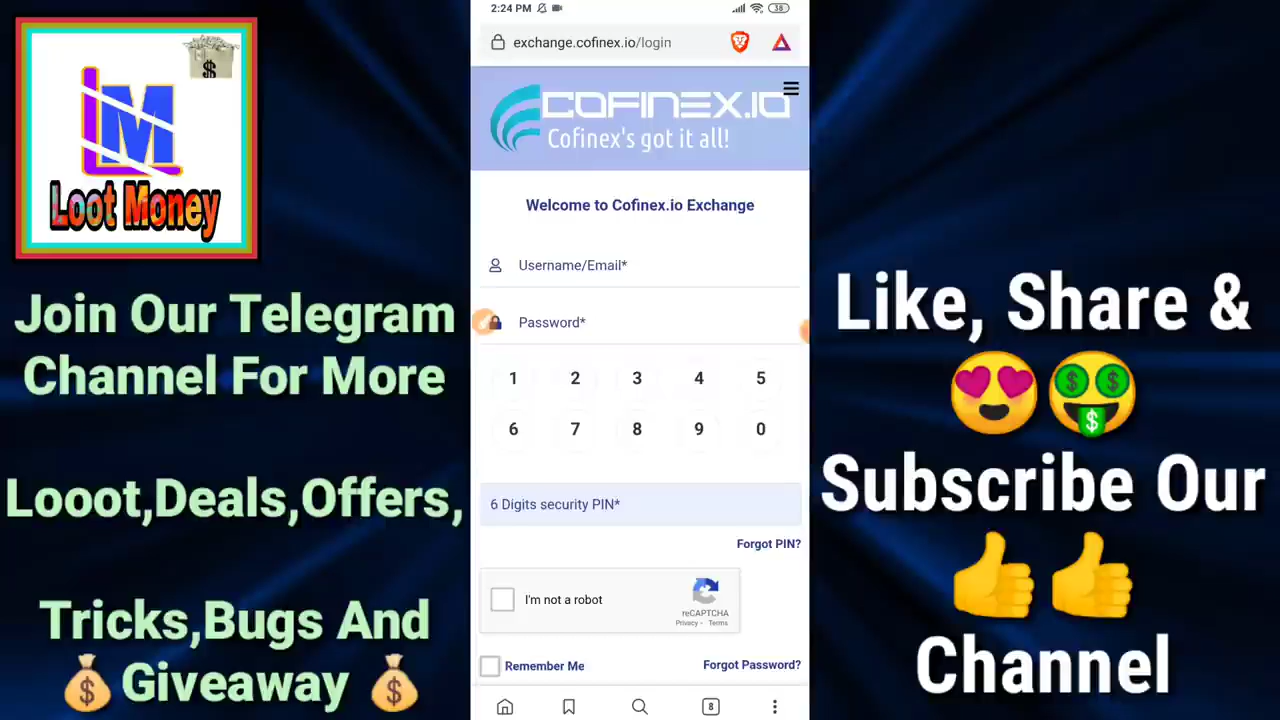 LM
Loot Money
Join Our Telegram
Channel For More
Looot,Deals,Offers,
Tricks,Bugs And
💰Giveaway 💰
2:24 PM
38
exchange.cofinex.io/login
COFINEX.IO
Cofinex's got it all!
Welcome to Cofinex.io Exchange
Username/Email*
Password*
1 2 3 4 5
6 7 8 9 0
6 Digits security PIN*
Forgot PIN?
I'm not a robot
reCAPTCHA
Privacy - Terms
Remember Me
Forgot Password?
8
Like, Share &
😍🤑
Subscribe Our
👍👍
Channel